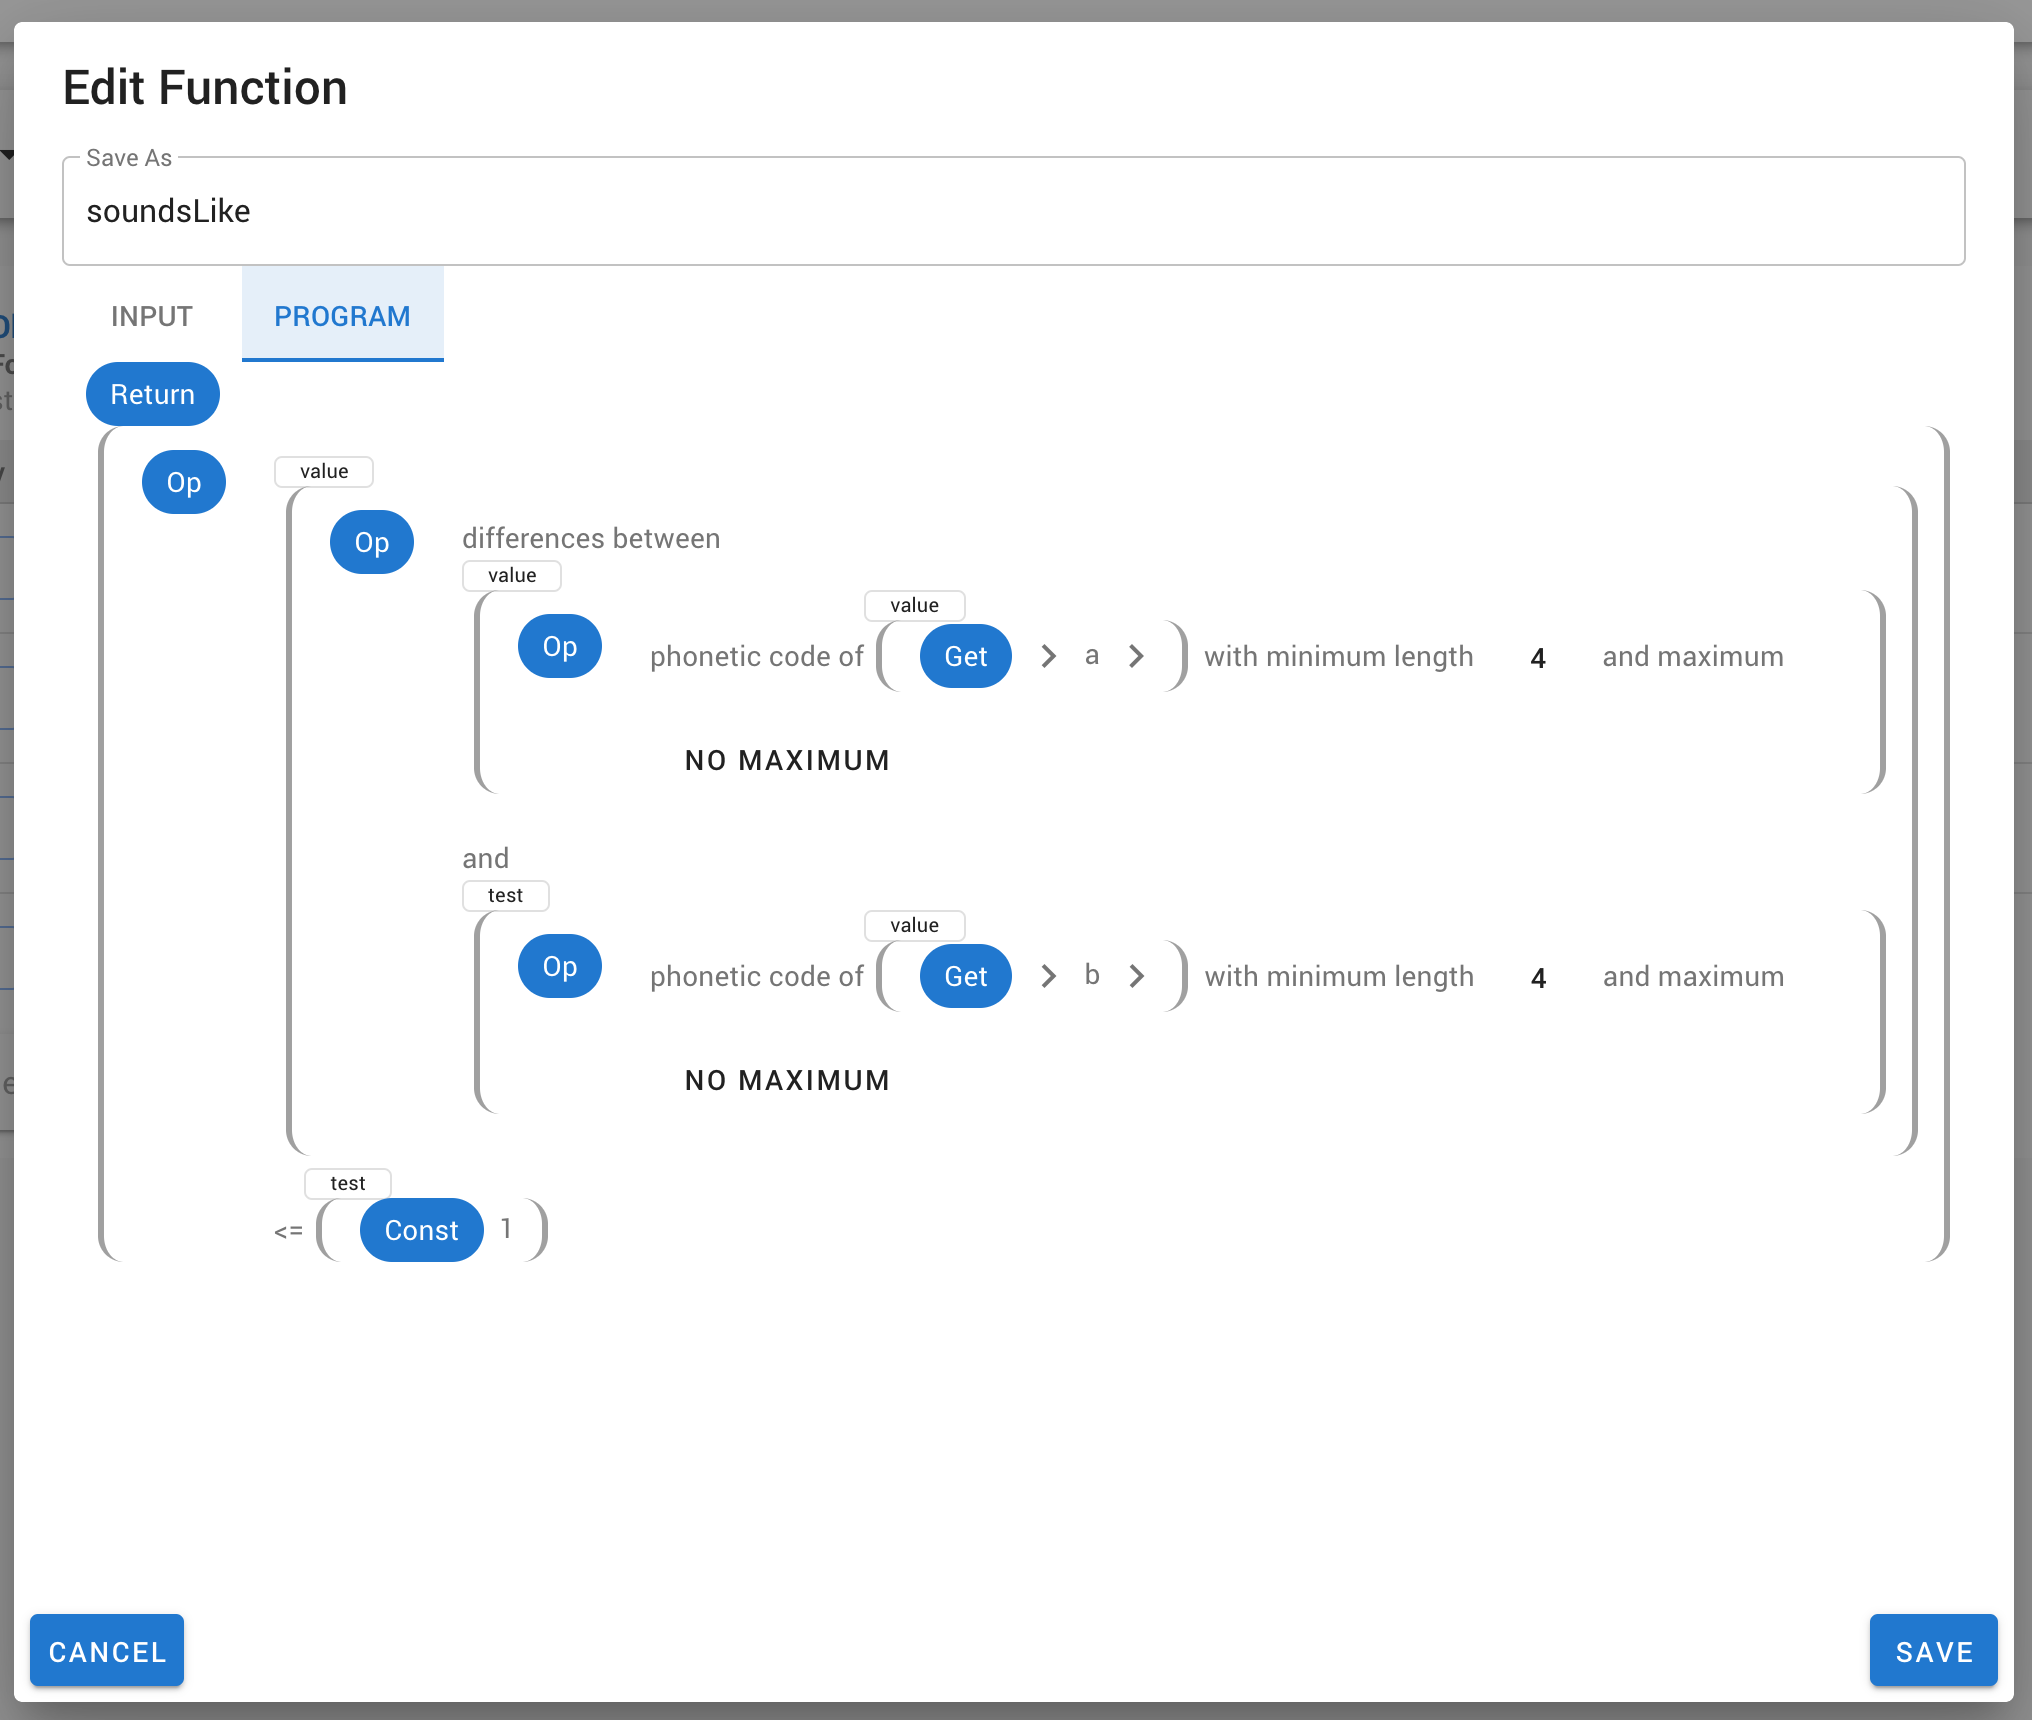 Edit Function
Save As
soundsLike
INPUT PROGRAM
Return
Op value
Op differences between
value
value
Op phonetic code of Get > a > with minimum length 4 and maximum
NO MAXIMUM
and
test
value
Op phonetic code of Get > b > with minimum length 4 and maximum
NO MAXIMUM
test
<= Const 1
CANCEL SAVE